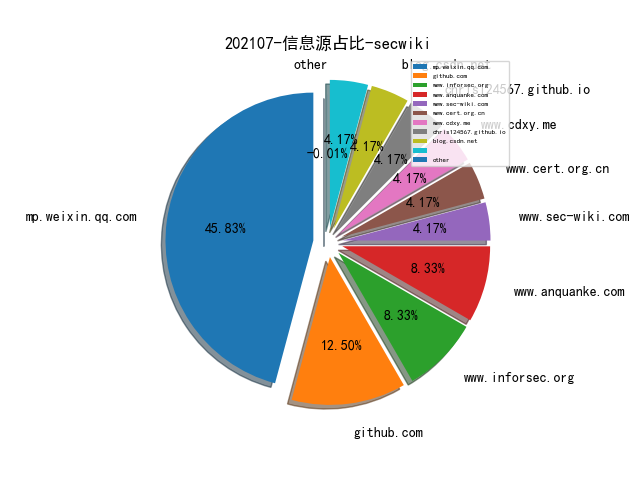 202107-信息源占比-secwiki
other
blog.csdn.net
chris124567.github.io
www.cdxy.me
www.cert.org.cn
www.sec-wiki.com
www.anquanke.com
www.inforsec.org
github.com
mp.weixin.qq.com
45.83%
12.50%
8.33%
8.33%
4.17%
4.17%
4.17%
4.17%
4.17%
4.17%
-0.01%
mp.weixin.qq.com
github.com
www.inforsec.org
www.anquanke.com
www.sec-wiki.com
www.cert.org.cn
www.cdxy.me
chris124567.github.io
blog.csdn.net
other